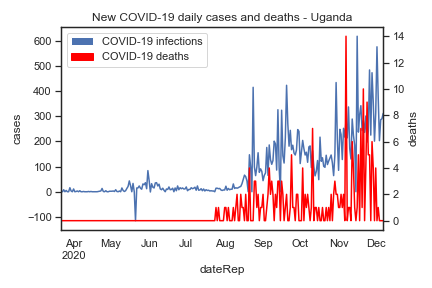 New COVID-19 daily cases and deaths - Uganda
COVID-19 infections
COVID-19 deaths
cases
600
500
400
300
200
100
0
−100
deaths
14
12
10
8
6
4
2
0
Apr May Jun Jul Aug Sep Oct Nov Dec
2020
dateRep